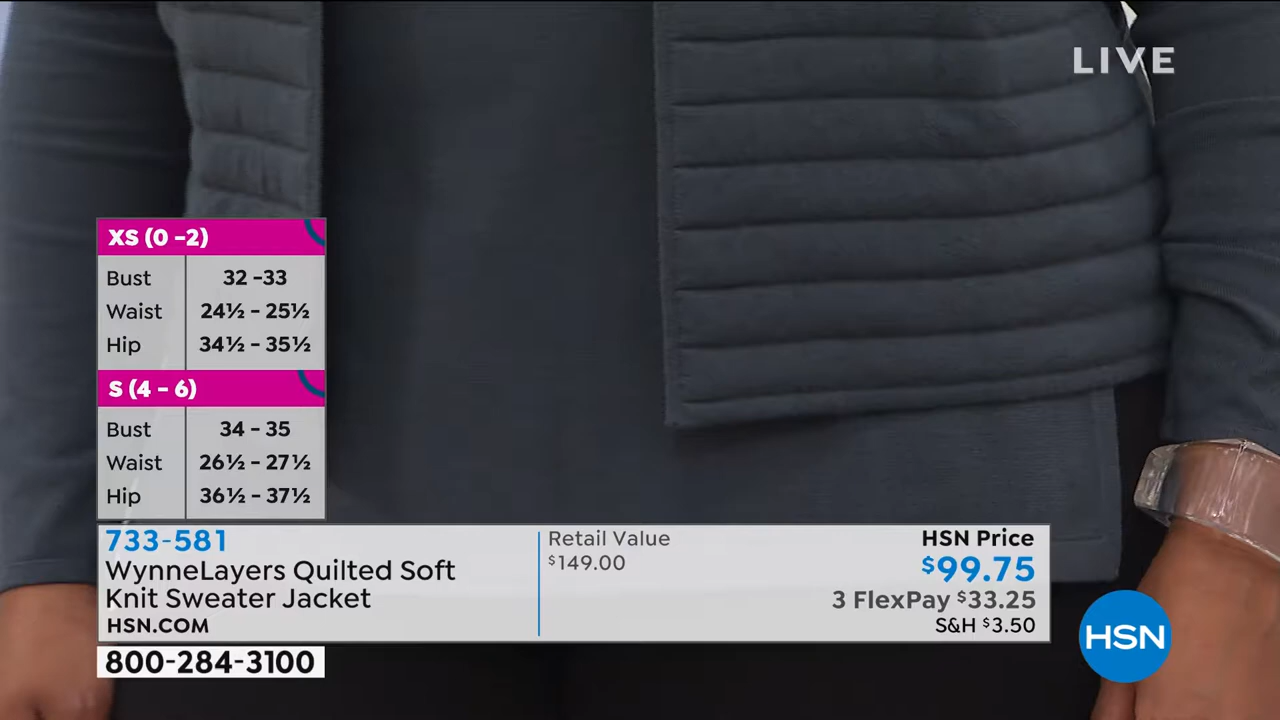 LIVE
XS (0 –2)
Bust 32 –33
Waist 24½ – 25½
Hip 34½ – 35½
S (4 – 6)
Bust 34 – 35
Waist 26½ – 27½
Hip 36½ – 37½
733-581
WynneLayers Quilted Soft
Knit Sweater Jacket
HSN.COM
Retail Value
$149.00
HSN Price
$99.75
3 FlexPay $33.25
S&H $3.50
800-284-3100
HSN